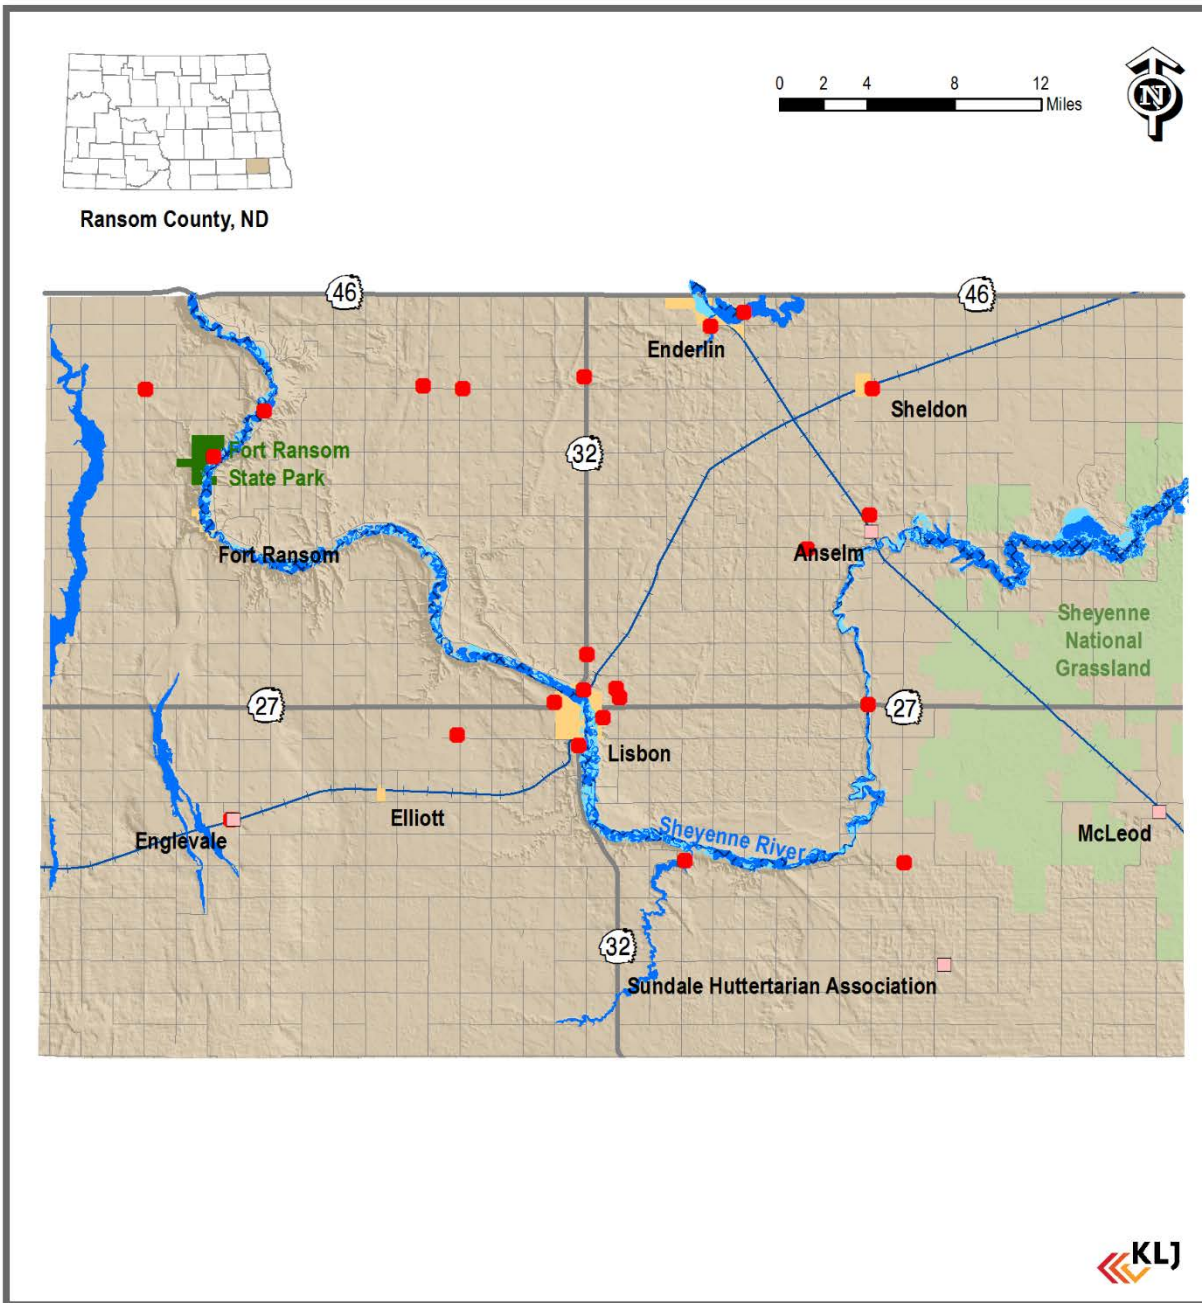 0 2 4 8 12
Miles
N
Ransom County, ND
46
46
Enderlin
Sheldon
32
Fort Ransom
State Park
Fort Ransom
Anselm
Sheyenne
National
Grassland
27
27
Lisbon
Elliott
Englevale
Sheyenne River
McLeod
32
Sundale Huttertarian Association
KLJ